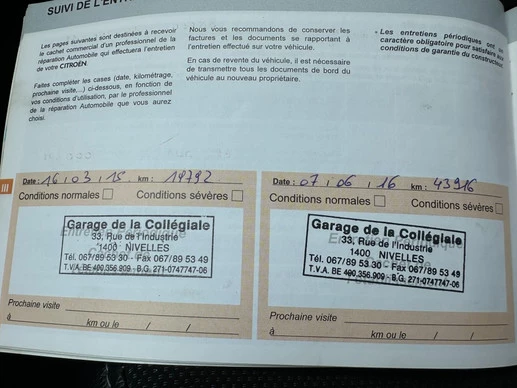 SUIVI DE L'ENT
Les pages suivantes sont destinées à recevoir
le cachet commercial d'un professionnel de la
réparation Automobile qui effectuera l'entretien
de votre CITROËN.
Faites compléter les cases (date, kilométrage,
prochaine visite,...) ci-dessous, en fonction de
vos conditions d'utilisation, par le professionnel
de la réparation Automobile que vous aurez
choisi.
Nous vous recommandons de conserver les
factures et les documents se rapportant à
l'entretien effectué sur votre véhicule.
En cas de revente du véhicule, il est nécessaire
de transmettre tous les documents de bord du
véhicule au nouveau propriétaire.
• Les entretiens périodiques ont
caractère obligatoire pour satisfaire
conditions de garantie du constructeur
III
Date : 16 / 03 / 15 km : 19792
Conditions normales Conditions sévères
Garage de la Collégiale
33, Rue de l'Industrie
1400 NIVELLES
Tél. 067/89 53 30 - Fax 067/89 53 49
T.V.A. BE 400.356.909 - B.G. 271-0747747-06
Prochaine visite
à km ou le / /
Date : 07 / 06 / 16 km : 43916
Conditions normales Conditions sévères
Garage de la Collégiale
33, Rue de l'Industrie
1400 NIVELLES
Tél. 067/89 53 30 - Fax 067/89 53 49
T.V.A. BE 400.356.909 - B.G. 271-0747747-06
Prochaine visite
à km ou le / /